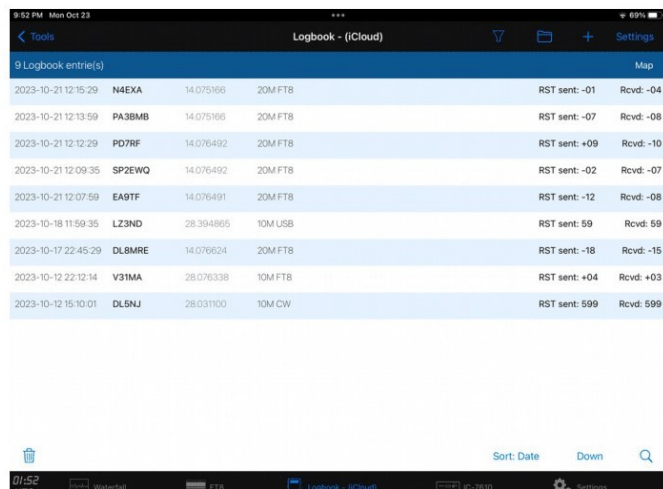 9:52 PM Mon Oct 23 69%
Tools Logbook - (iCloud) Settings
9 Logbook entrie(s) Map
2023-10-21 12:15:29 N4EXA 14.075166 20M FT8 RST sent: -01 Rcvd: -04
2023-10-21 12:13:59 PA3BMB 14.075166 20M FT8 RST sent: -07 Rcvd: -08
2023-10-21 12:12:29 PD7RF 14.076492 20M FT8 RST sent: +09 Rcvd: -10
2023-10-21 12:09:35 SP2EWQ 14.076492 20M FT8 RST sent: -02 Rcvd: -07
2023-10-21 12:07:59 EA9TF 14.076491 20M FT8 RST sent: -12 Rcvd: -08
2023-10-18 11:59:35 LZ3ND 28.394865 10M USB RST sent: 59 Rcvd: 59
2023-10-17 22:45:29 DL8MRE 14.076624 20M FT8 RST sent: -18 Rcvd: -15
2023-10-12 22:12:14 V31MA 28.076338 10M FT8 RST sent: +04 Rcvd: +03
2023-10-12 15:10:01 DL5NJ 28.031100 10M CW RST sent: 599 Rcvd: 599
Sort: Date Down
01:52 Waterfall FT8 Logbook - (iCloud) IC-7610 Settings